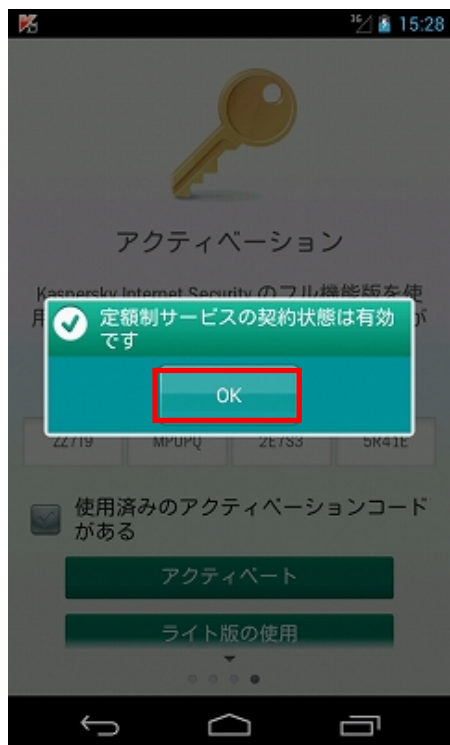 3G 15:28
アクティベーション
Kaspersky Internet Security のフル機能版を使
用 が
定額制サービスの契約状態は有効
です
OK
ZZ719 MPUPQ 2E7S3 5R41E
使用済みのアクティベーションコード
がある
アクティベート
ライト版の使用